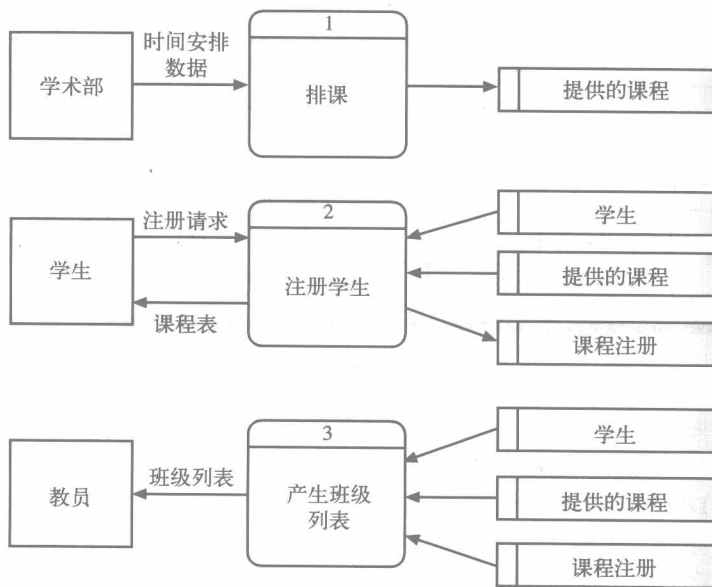 学术部
时间安排
数据
1
排课
提供的课程
学生
注册请求
课程表
2
注册学生
学生
提供的课程
课程注册
教员
班级列表
3
产生班级
列表
学生
提供的课程
课程注册